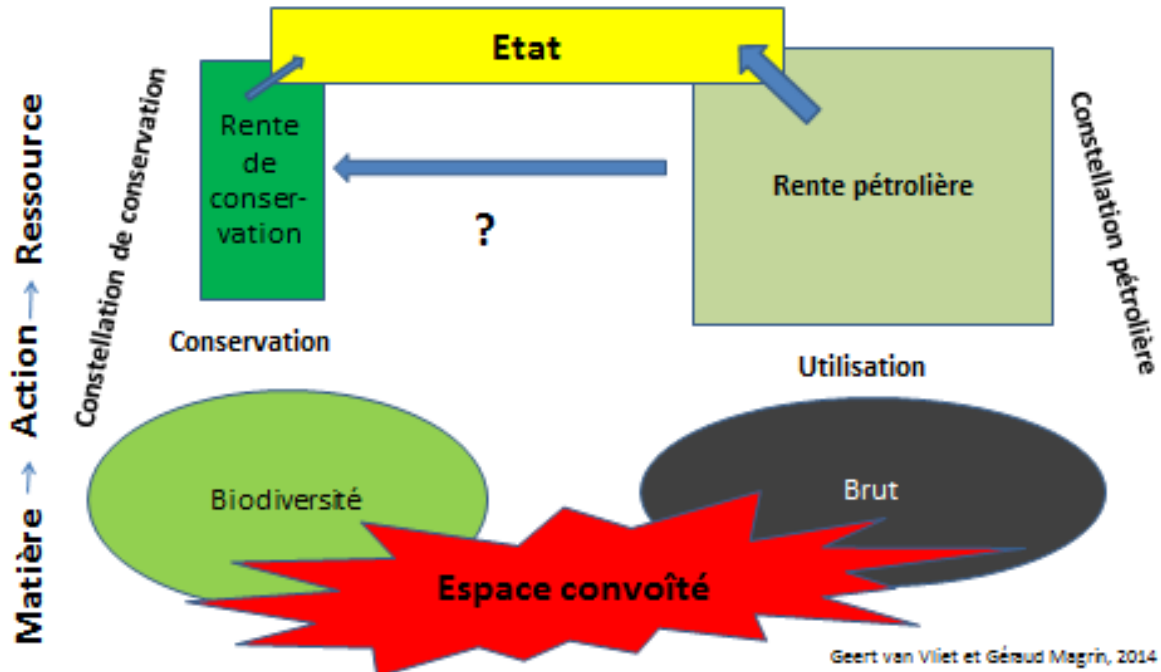 Etat
Matière → Action → Ressource
Constellation de conservation
Rente
de
conser-
vation
?
Rente pétrolière
Constellation pétrolière
Conservation
Utilisation
Biodiversité
Brut
Espace convoîté
Geert van Vliet et Géraud Magrin, 2014